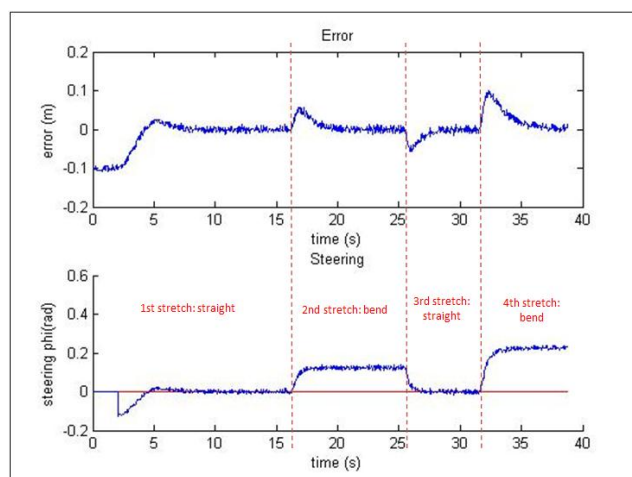 Error
0.2
0.1
0
-0.1
-0.2
error (m)
0 5 10 15 20 25 30 35 40
time (s)
Steering
0.6
0.4
0.2
0
-0.2
steering phi(rad)
1st stretch: straight
2nd stretch: bend
3rd stretch:
straight
4th stretch:
bend
0 5 10 15 20 25 30 35 40
time (s)